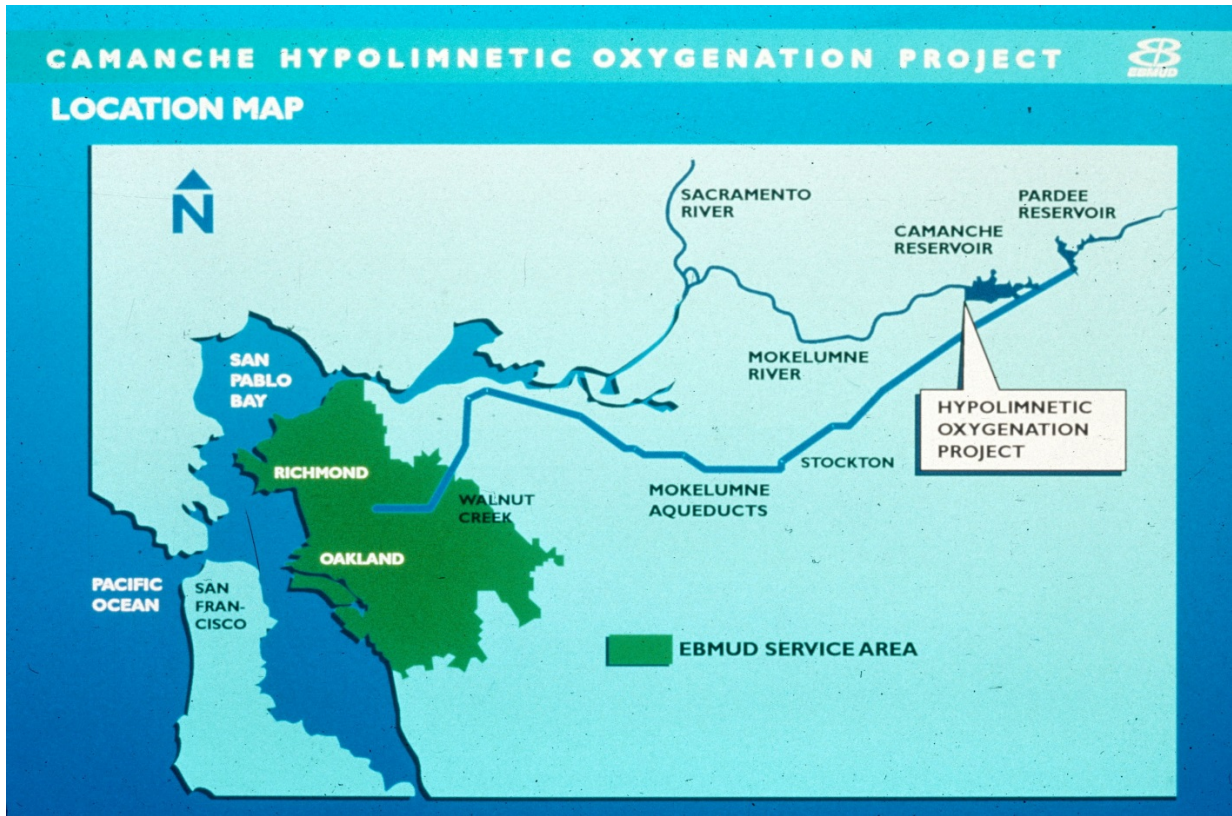 CAMANCHE HYPOLIMNETIC OXYGENATION PROJECT
EBMUD
LOCATION MAP
N
SACRAMENTO
RIVER
PARDEE
RESERVOIR
CAMANCHE
RESERVOIR
SAN
PABLO
BAY
MOKELUMNE
RIVER
HYPOLIMNETIC
OXYGENATION
PROJECT
RICHMOND
STOCKTON
WALNUT
CREEK
MOKELUMNE
AQUEDUCTS
OAKLAND
PACIFIC
OCEAN
SAN
FRAN-
CISCO
EBMUD SERVICE AREA